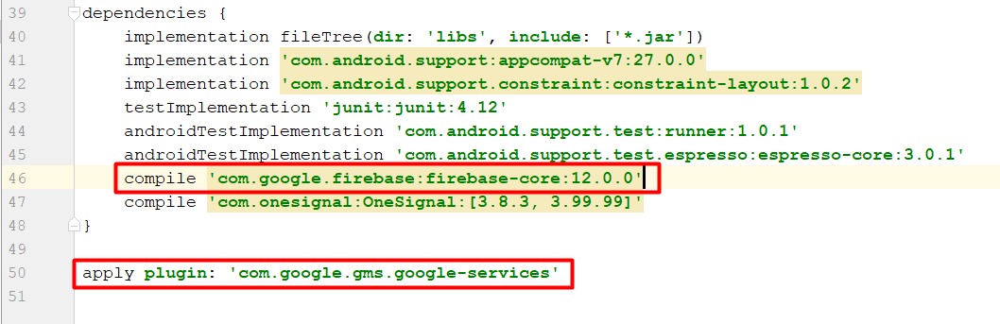 39 dependencies {
40 implementation fileTree(dir: 'libs', include: ['*.jar'])
41 implementation 'com.android.support:appcompat-v7:27.0.0'
42 implementation 'com.android.support.constraint:constraint-layout:1.0.2'
43 testImplementation 'junit:junit:4.12'
44 androidTestImplementation 'com.android.support.test:runner:1.0.1'
45 androidTestImplementation 'com.android.support.test.espresso:espresso-core:3.0.1'
46 compile 'com.google.firebase:firebase-core:12.0.0'
47 compile 'com.onesignal:OneSignal:[3.8.3, 3.99.99]'
48 }
49
50 apply plugin: 'com.google.gms.google-services'
51